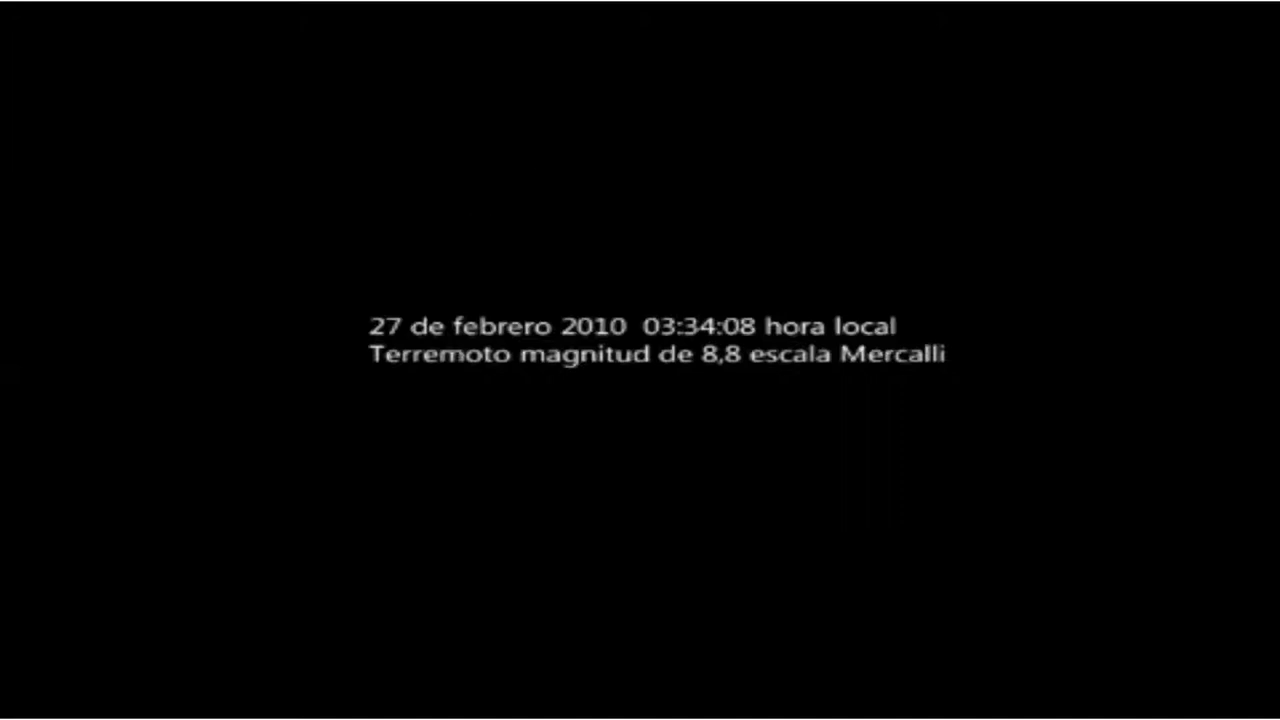 27 de febrero 2010  03:34:08 hora local
Terremoto magnitud de 8,8 escala Mercalli